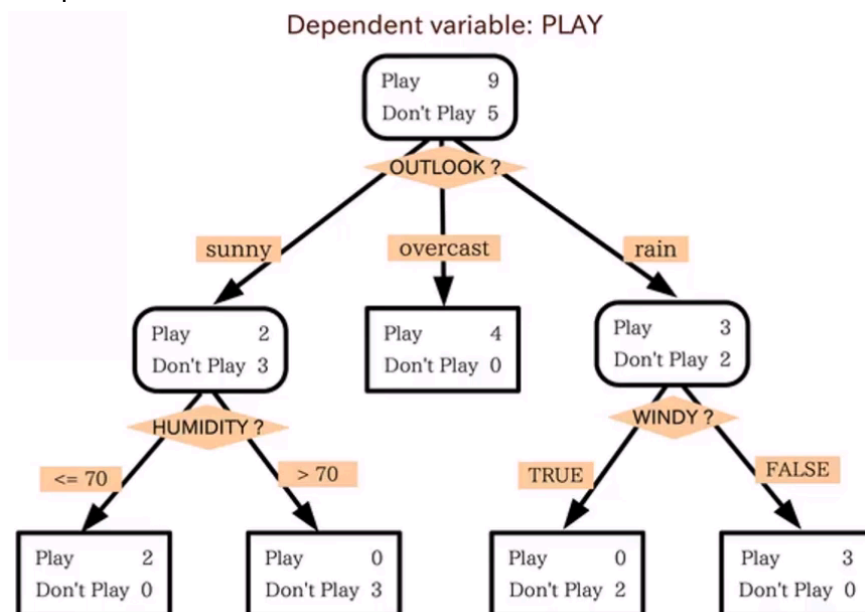 Dependent variable: PLAY
Play 9
Don't Play 5
OUTLOOK ?
sunny
overcast
rain
Play 2
Don't Play 3
Play 4
Don't Play 0
Play 3
Don't Play 2
HUMIDITY ?
WINDY ?
<= 70
> 70
TRUE
FALSE
Play 2
Don't Play 0
Play 0
Don't Play 3
Play 0
Don't Play 2
Play 3
Don't Play 0